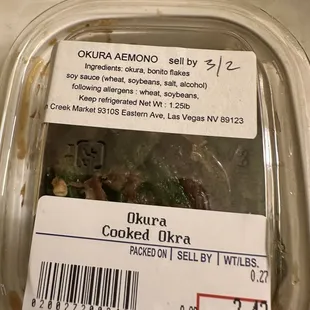 OKURA AEMONO sell by 3/2
Ingredients: okura, bonito flakes
soy sauce (wheat, soybeans, salt, alcohol)
following allergens : wheat, soybeans,
Keep refrigerated Net Wt : 1.25lb
Creek Market 9310S Eastern Ave, Las Vegas NV 89123
Okura
Cooked Okra
PACKED ON SELL BY WT/LBS.
0.27